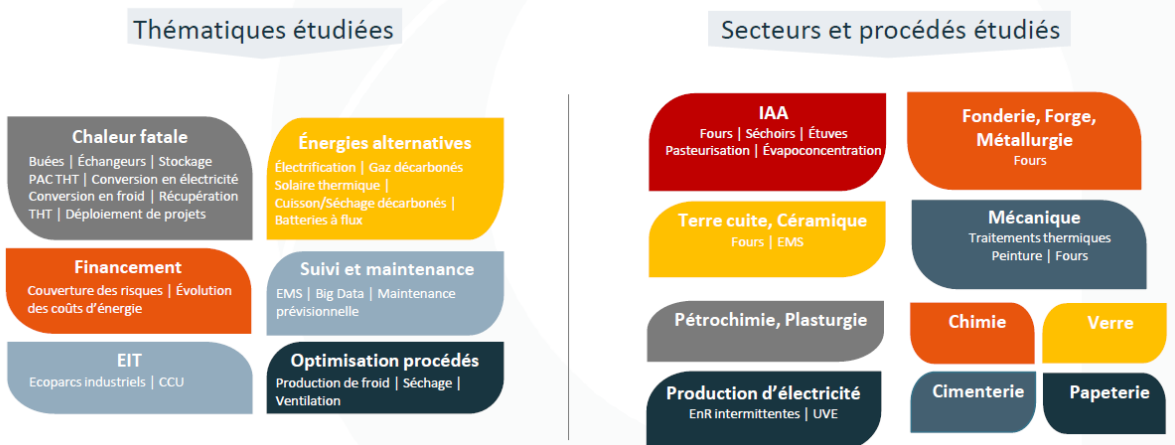 Thématiques étudiées
Chaleur fatale
Buées | Échangeurs | Stockage
PAC THT | Conversion en électricité
Conversion en froid | Récupération
THT | Déploiement de projets
Énergies alternatives
Électrification | Gaz décarbonés
Solaire thermique |
Cuisson/Séchage décarbonés |
Batteries à flux
Financement
Couverture des risques | Évolution
des coûts d'énergie
Suivi et maintenance
EMS | Big Data | Maintenance
prévisionnelle
EIT
Ecoparcs industriels | CCU
Optimisation procédés
Production de froid | Séchage |
Ventilation
Secteurs et procédés étudiés
IAA
Fours | Séchoirs | Étuves
Pasteurisation | Évapoconcentration
Fonderie, Forge,
Métallurgie
Fours
Terre cuite, Céramique
Fours | EMS
Mécanique
Traitements thermiques
Peinture | Fours
Pétrochimie, Plasturgie
Chimie
Verre
Production d'électricité
EnR intermittentes | UVE
Cimenterie
Papeterie